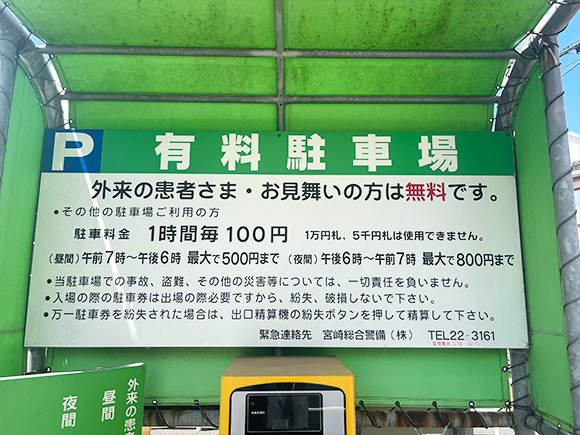 P 有料駐車場
外来の患者さま・お見舞いの方は無料です。
●その他の駐車場ご利用の方
駐車料金 1時間毎100円 1万円札、5千円札は使用できません。
(昼間)午前7時〜午後6時 最大で500円まで (夜間)午後6時〜午前7時 最大で800円まで
●当駐車場での事故、盗難、その他の災害等については、一切責任を負いません。
●入場の際の駐車券は出場の際必要ですから、紛失、破損しないで下さい。
●万一駐車券を紛失された場合は、出口精算機の紛失ボタンを押して精算して下さい。
緊急連絡先 宮崎総合警備(株) TEL22-3161
管理番号 G76-3270
外来の患
昼間
夜間
AMANO